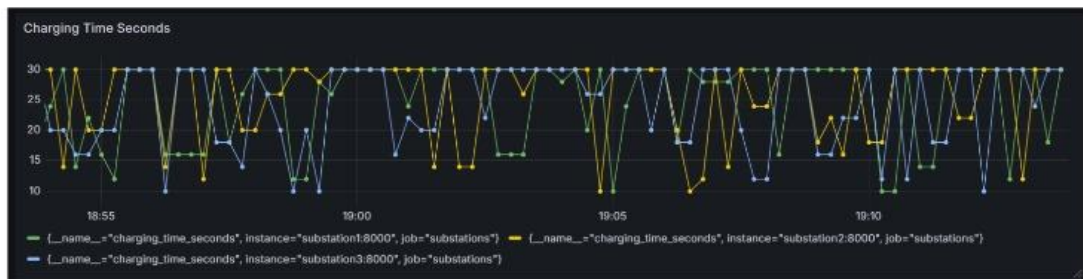 Charging Time Seconds
30
25
20
15
10
18:55 19:00 19:05 19:10
{__name__="charging_time_seconds", instance="substation1:8000", job="substations"} {__name__="charging_time_seconds", instance="substation2:8000", job="substations"}
{__name__="charging_time_seconds", instance="substation3:8000", job="substations"}